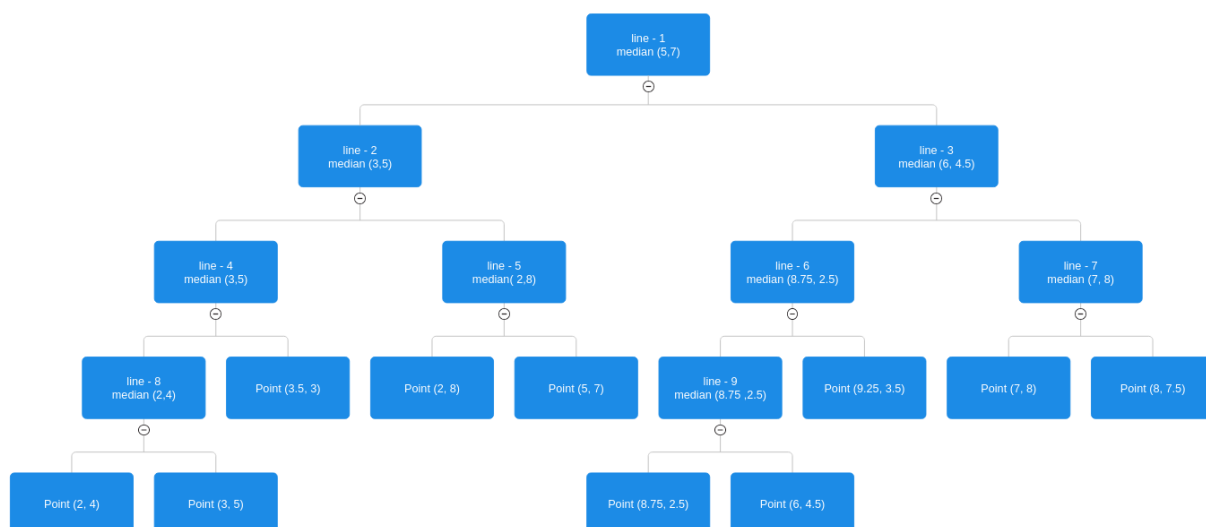 line - 1
median (5,7)
line - 2
median (3,5)
line - 3
median (6, 4.5)
line - 4
median (3,5)
line - 5
median( 2,8)
line - 6
median (8.75, 2.5)
line - 7
median (7, 8)
line - 8
median (2,4)
Point (3.5, 3)
Point (2, 8)
Point (5, 7)
line - 9
median (8.75 ,2.5)
Point (9.25, 3.5)
Point (7, 8)
Point (8, 7.5)
Point (2, 4)
Point (3, 5)
Point (8.75, 2.5)
Point (6, 4.5)